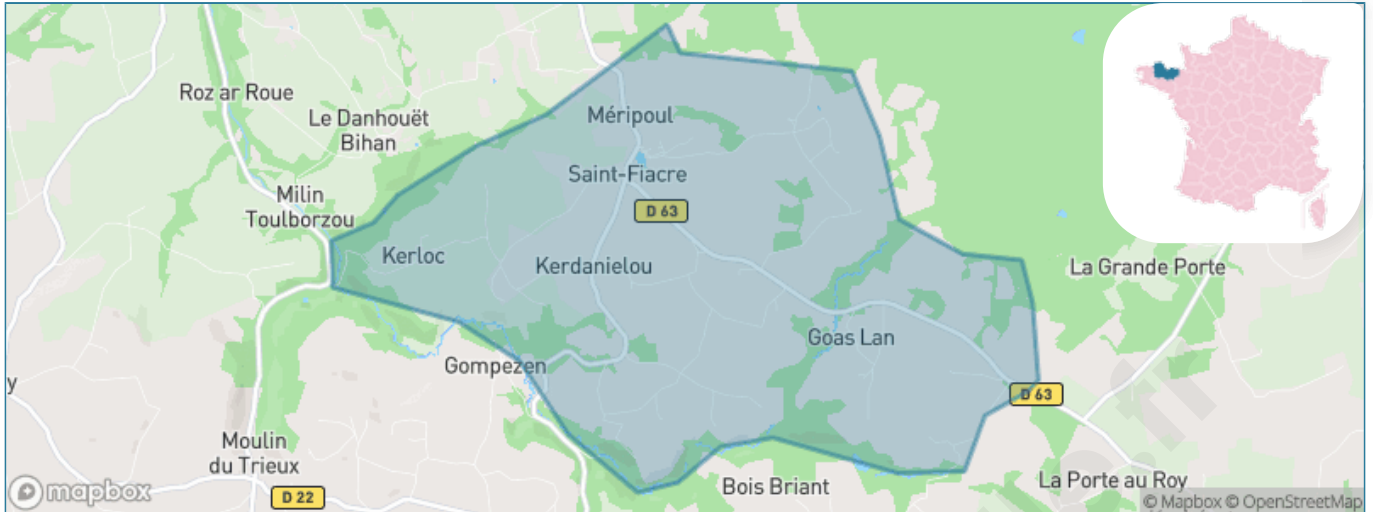 Roz ar Roue
Le Danhouët
Bihan
Méripoul
Saint-Fiacre
Milin
Toulborzou
D 63
Kerloc
Kerdanielou
La Grande Porte
Goas Lan
Gompezen
y
D 63
Moulin
du Trieux
D 22
Bois Briant
La Porte au Roy
mapbox
© Mapbox © OpenStreetMap